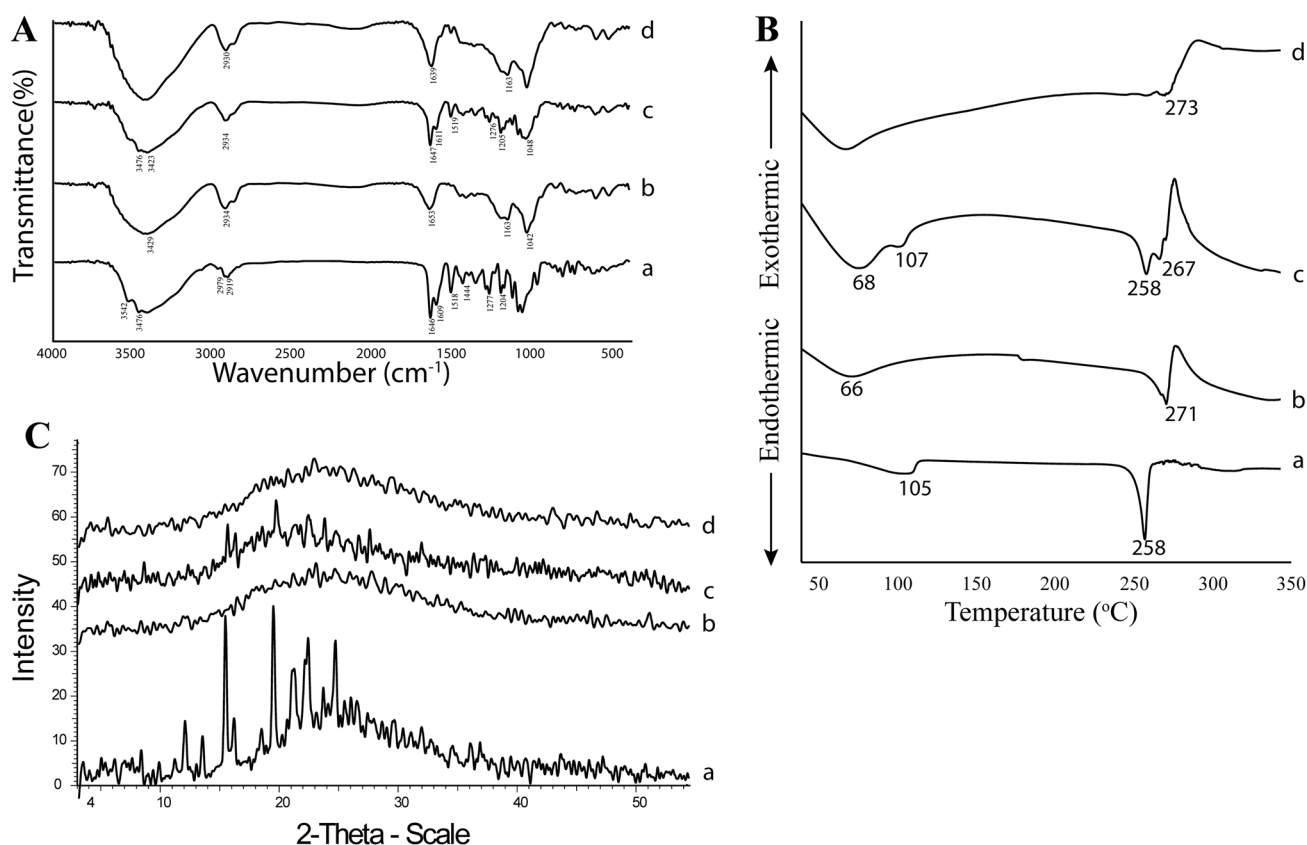 A
Transmittance(%)
d
2930
1639
1163
c
3476
3423
2934
1647
1611
1519
1276
1205
1048
b
3429
2934
1653
1163
1042
a
3542
3476
2979
2919
1646
1609
1518
1444
1277
1204
4000 3500 3000 2500 2000 1500 1000 500
Wavenumber (cm-1)
B
Exothermic
Endothermic
d
273
c
68
107
258
267
b
66
271
a
105
258
50 100 150 200 250 300 350
Temperature (oC)
C
Intensity
70
60
50
40
30
20
10
0
d
c
b
a
4 10 20 30 40 50
2-Theta - Scale